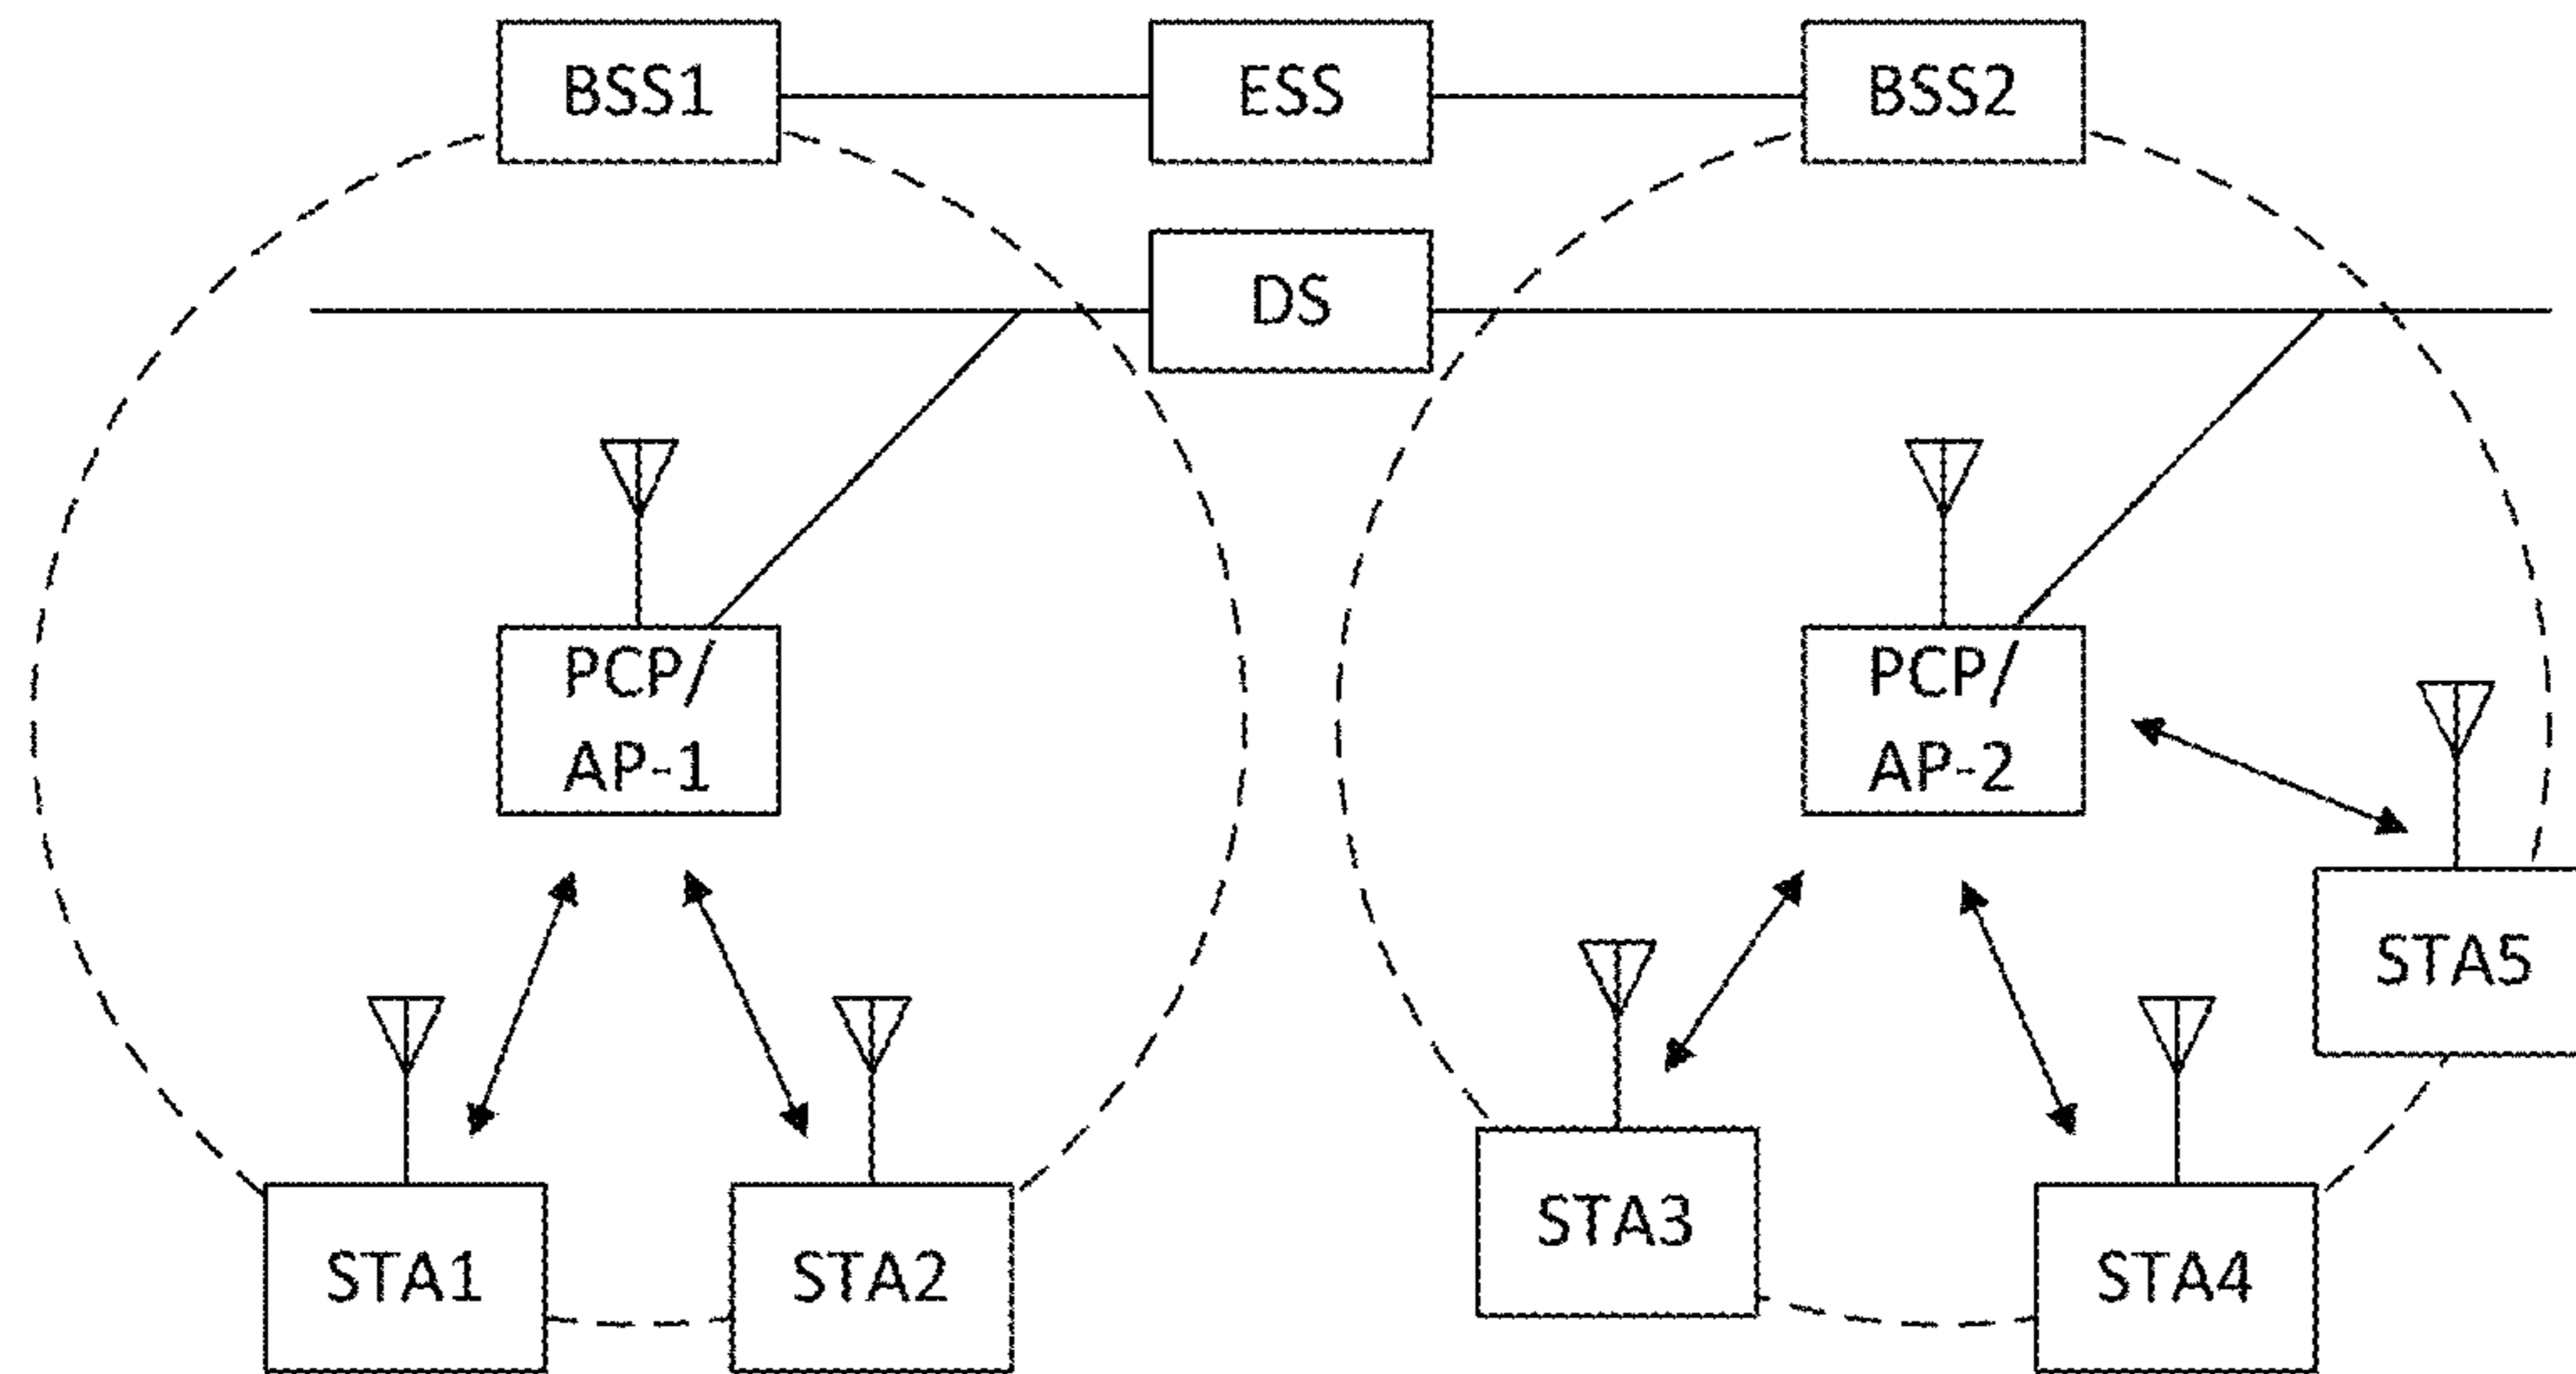 BSS1
ESS
BSS2
DS
PCP/
AP-1
PCP/
AP-2
STA5
STA3
STA1
STA2
STA4